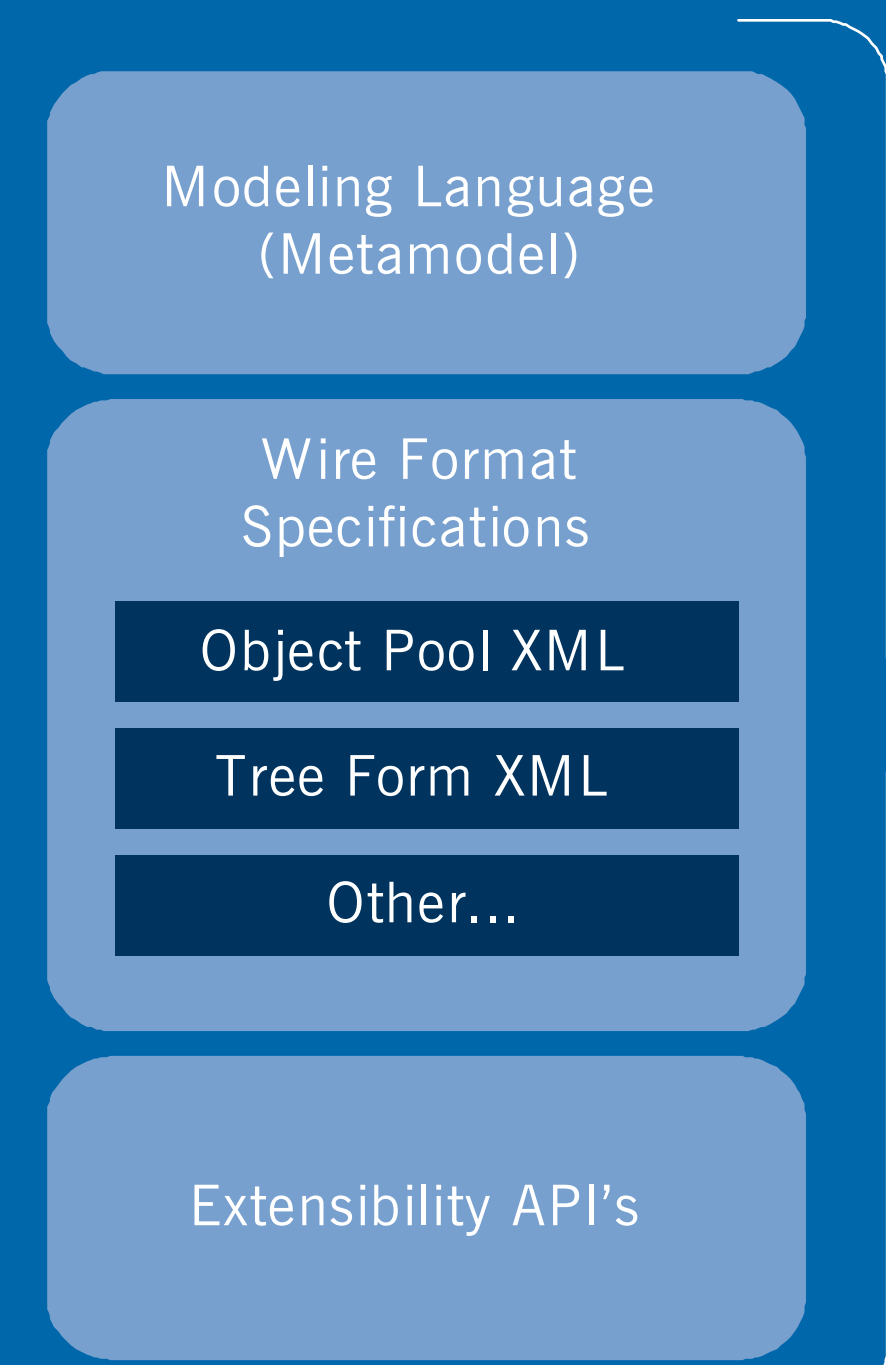 Modeling Language
(Metamodel)
Wire Format
Specifications
Object Pool XML
Tree Form XML
Other...
Extensibility API’s